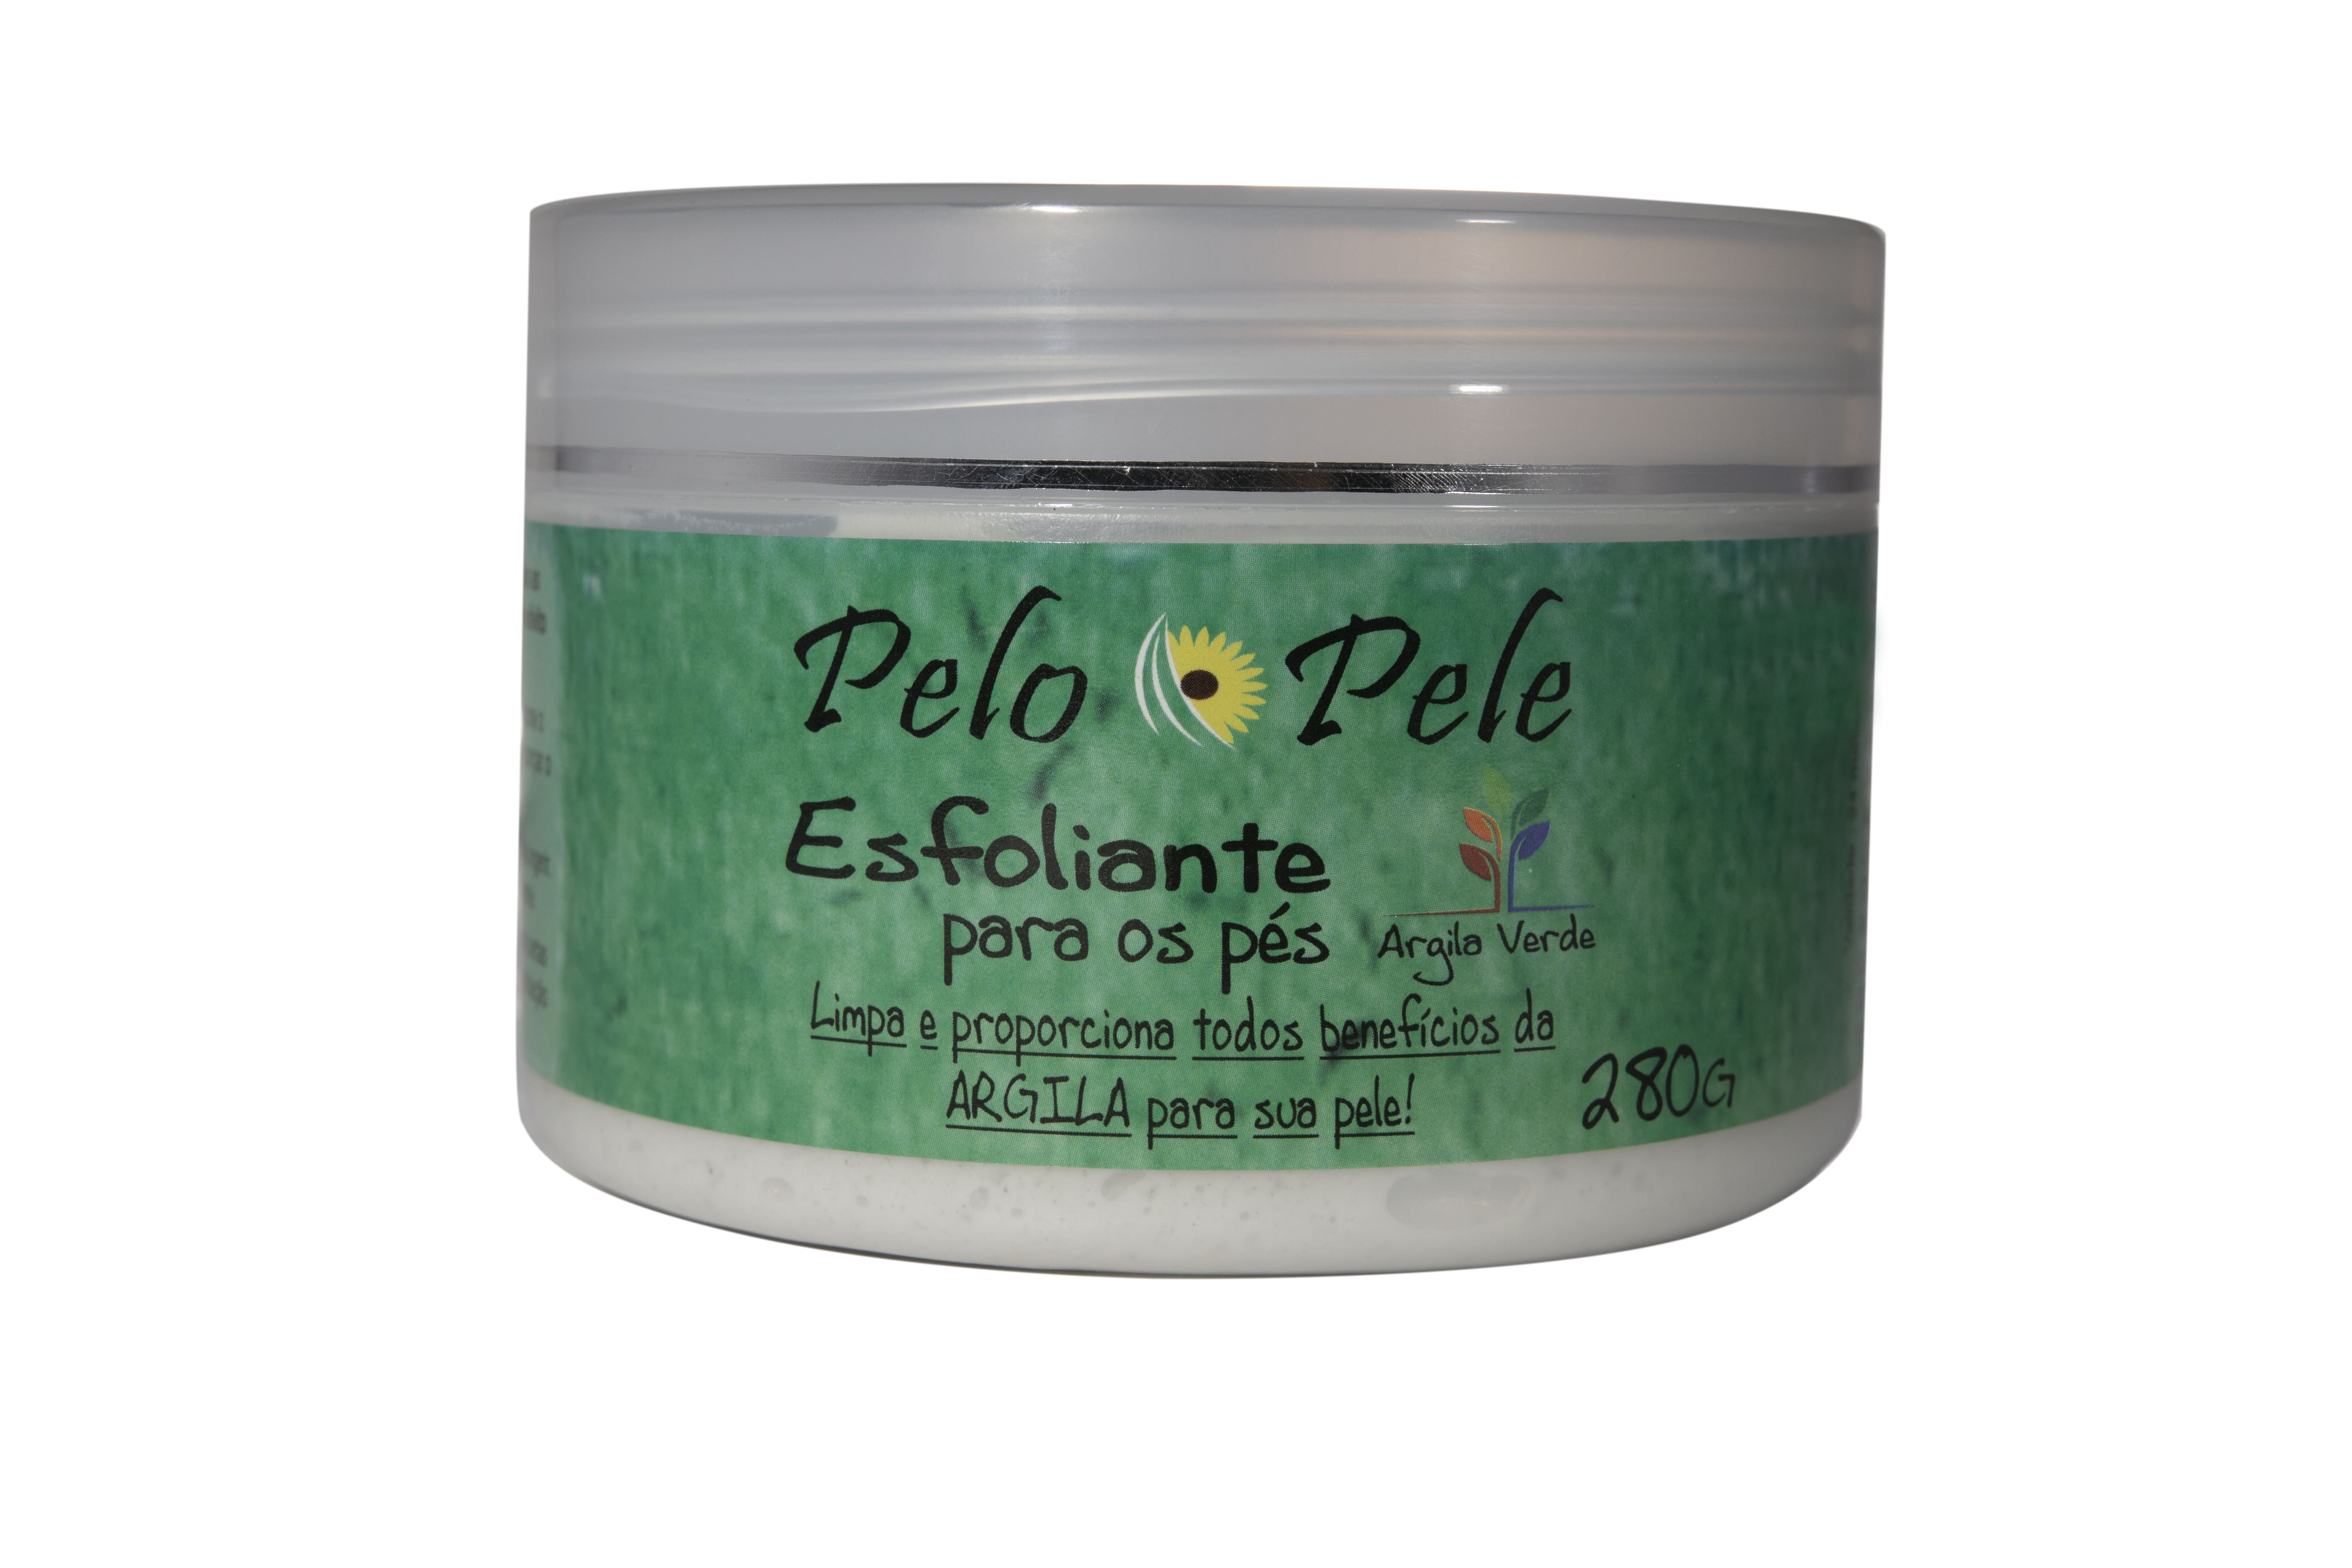 Pelo Pele
Esfoliante
para os pés
Argila Verde
Limpa e proporciona todos benefícios da
ARGILA para sua pele!
280G